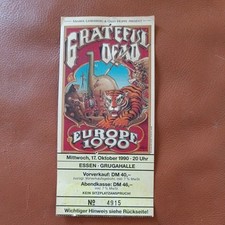 GRATEFUL
DEAD
EUROPE
1990
Mittwoch, 17. Oktober 1990 - 20 Uhr
ESSEN - GRUGAHALLE
Vorverkauf: DM 40,-
Abendkasse: DM 46,-
KEIN SITZPLATZANSPRUCH
No 4915
Wichtiger Hinweis siehe Rückseite!